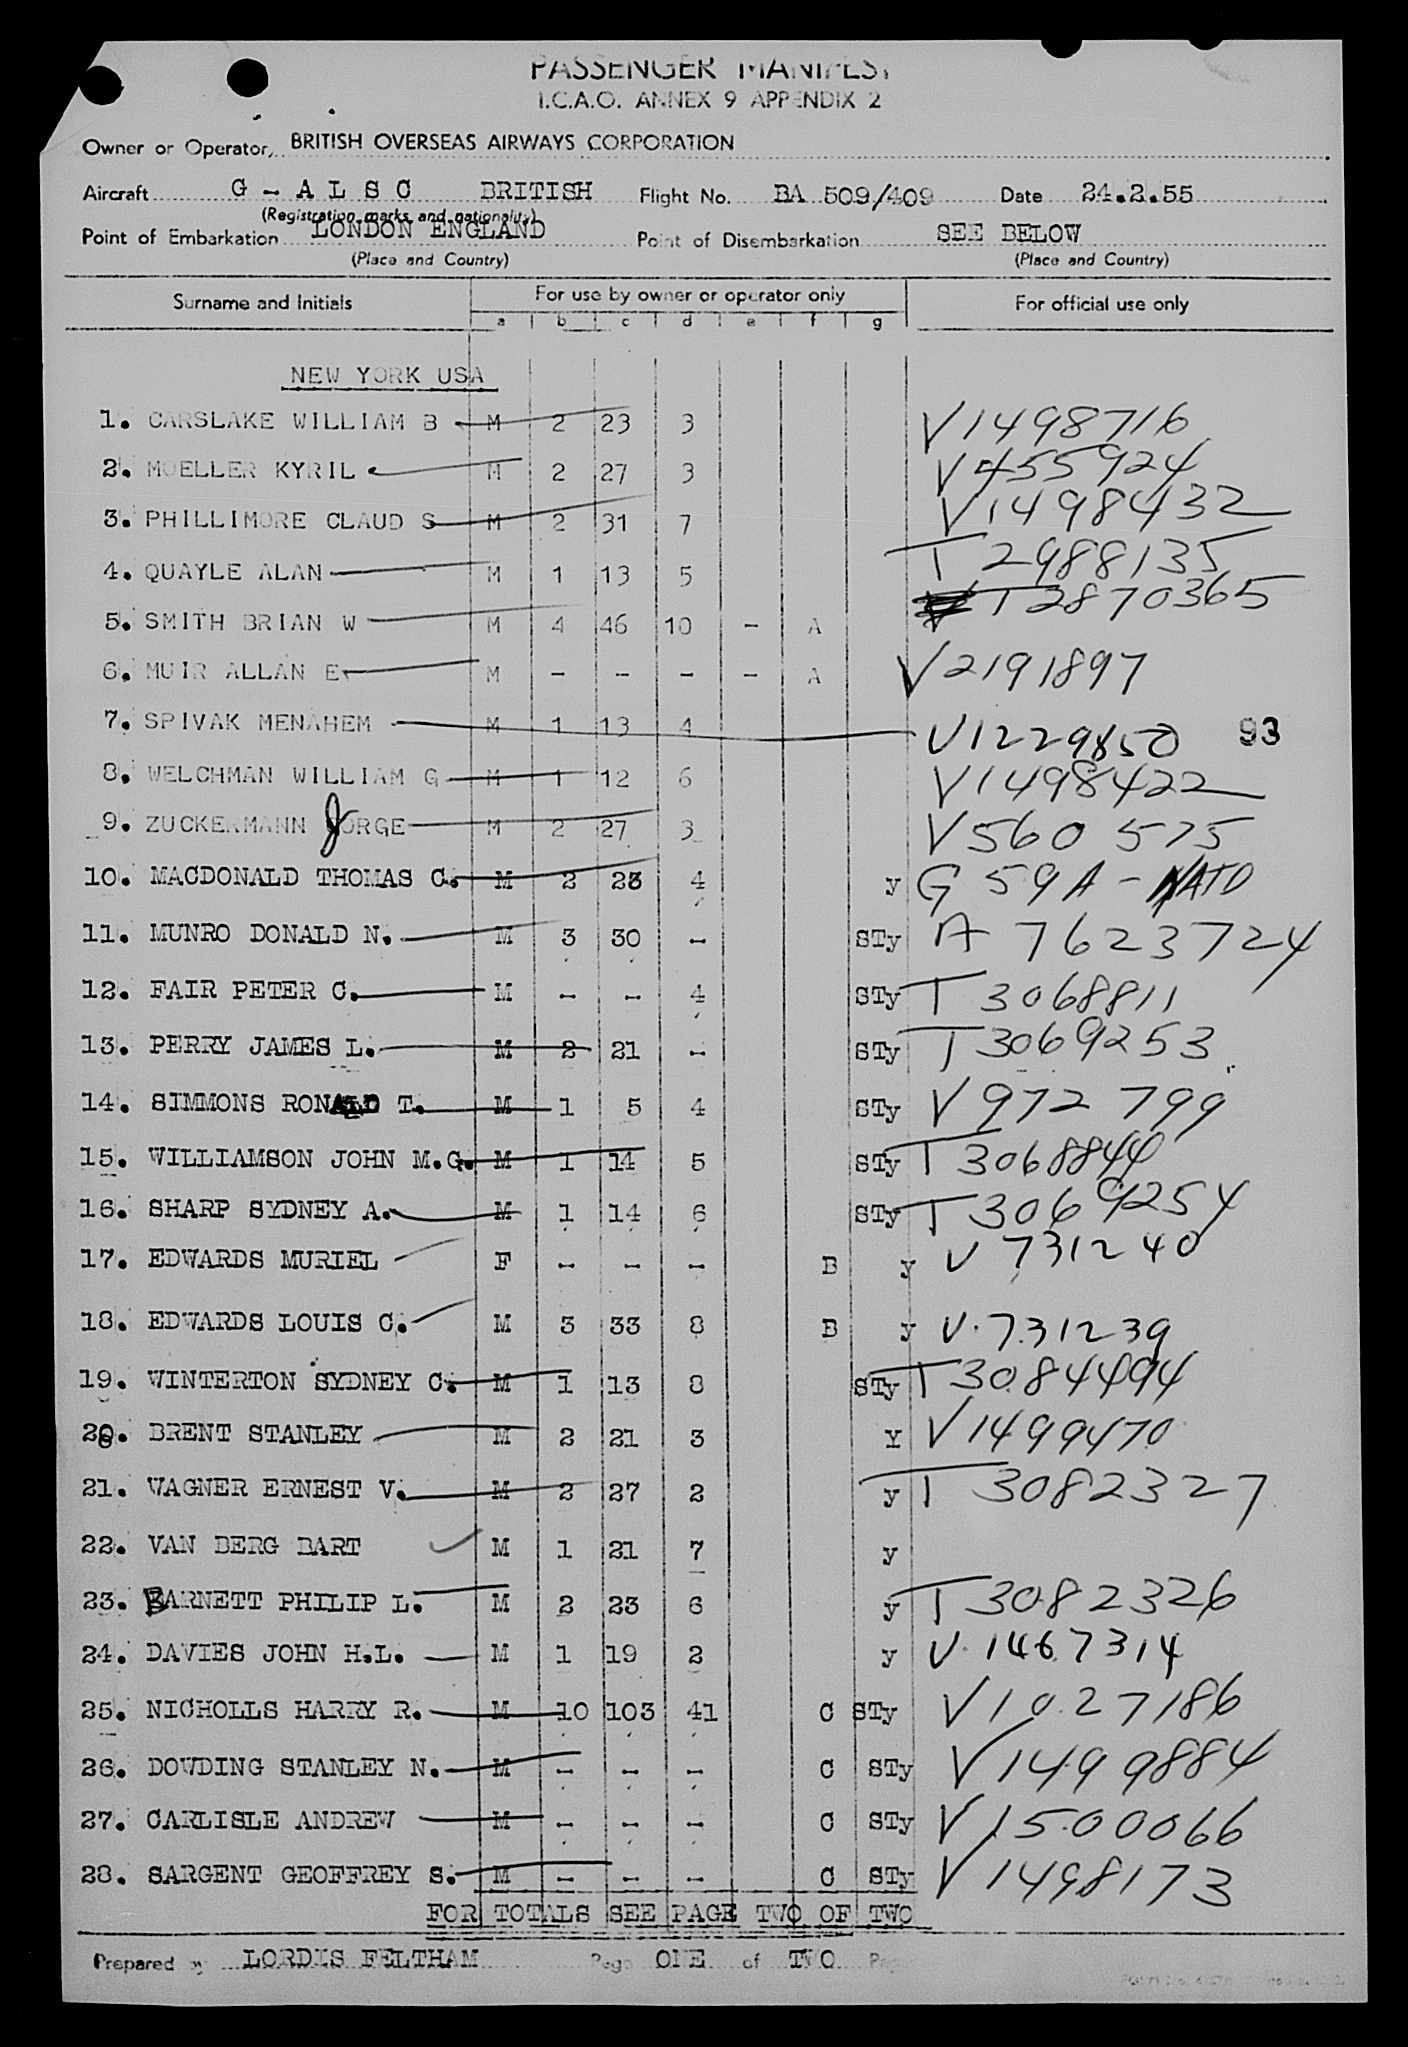 PASSENGER MANIFEST
I.C.A.O. ANNEX 9 APPENDIX 2
Owner or Operator, BRITISH OVERSEAS AIRWAYS CORPORATION
Aircraft G - A L S C BRITISH Flight No. BA 509/409 Date 24.2.55
(Registration marks and nationality)
Point of Embarkation LONDON ENGLAND Point of Disembarkation SEE BELOW
(Place and Country) (Place and Country)
Surname and Initials For use by owner or operator only For official use only
a b c d e f g
NEW YORK USA
1. CARSLAKE WILLIAM B M 2 23 3 V1498716
2. MOELLER KYRIL M 2 27 3 V455924
3. PHILLIMORE CLAUD S M 2 31 7 V1498432
4. QUAYLE ALAN M 1 13 5 T2988135
5. SMITH BRIAN W M 4 46 10 - A T2870365
6. MUIR ALLAN E M - - - - A V2191897
7. SPIVAK MENAHEM M 1 13 4 V1229850 93
8. WELCHMAN WILLIAM G M 1 12 6 V1498422
9. ZUCKERMANN JORGE M 2 27 3 V560575
10. MACDONALD THOMAS C. M 2 23 4 y G 59A - NATO
11. MUNRO DONALD N. M 3 30 - STy A 7623724
12. FAIR PETER C. M - - 4 STy T 3068811
13. PERRY JAMES L. M 2 21 - STy T 3069253
14. SIMMONS RONALD T. M 1 5 4 STy V972799
15. WILLIAMSON JOHN M.G. M 1 14 5 STy T3068844
16. SHARP SYDNEY A. M 1 14 6 STy T3069254
17. EDWARDS MURIEL F - - - B y V 731240
18. EDWARDS LOUIS C. M 3 33 8 B y V. 731239
19. WINTERTON SYDNEY C. M 1 13 8 STy T3084494
20. BRENT STANLEY M 2 21 3 Y V1499470
21. WAGNER ERNEST V. M 2 27 2 y T 3082327
22. VAN BERG BART M 1 21 7 y
23. BARNETT PHILIP L. M 2 23 6 y T3082326
24. DAVIES JOHN H.L. M 1 19 2 y V. 1467314
25. NICHOLLS HARRY R. M 10 103 41 C STy V1027186
26. DOWDING STANLEY N. M - - - C STy V1499884
27. CARLISLE ANDREW M - - - C STy V1500066
28. SARGENT GEOFFREY S. M - - - C STy V1498173
FOR TOTALS SEE PAGE TWO OF TWO
Prepared by LORDIS FELTHAM Page ONE of TWO